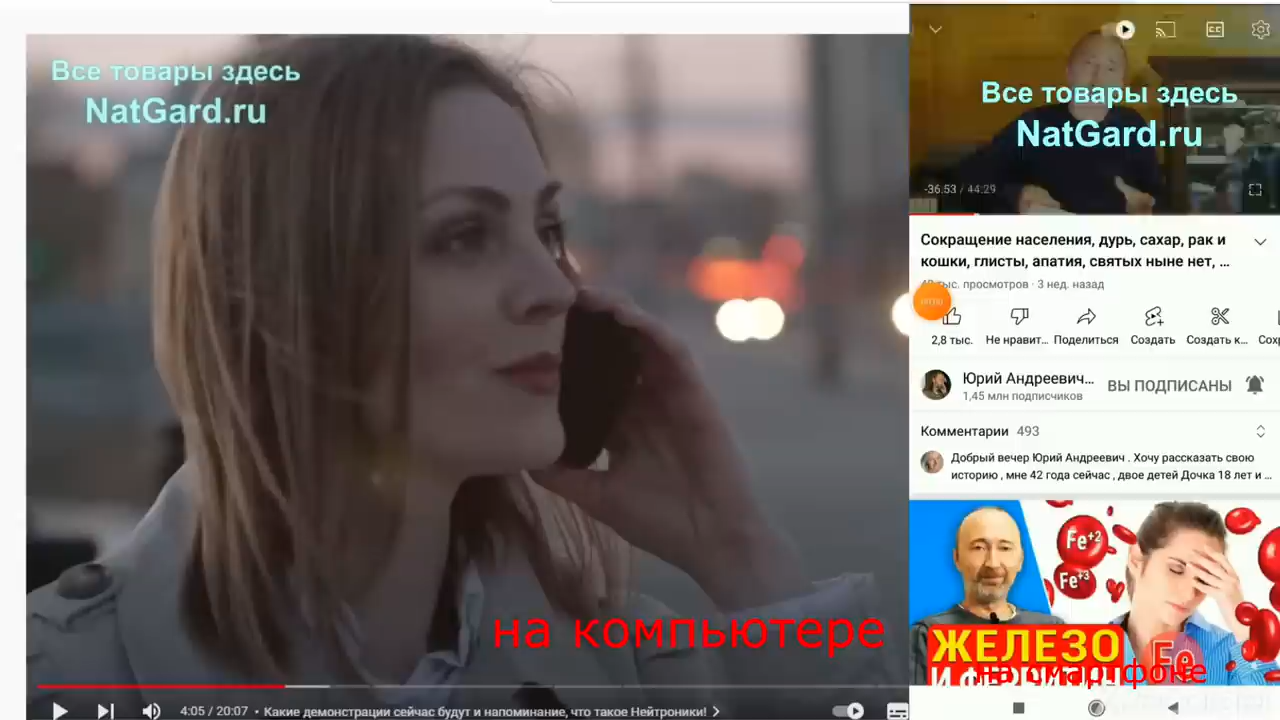 Все товары здесь
NatGard.ru
на компьютере
4:05 / 20:07 • Какие демонстрации сейчас будут и напоминание, что такое Нейтроники!
Все товары здесь
NatGard.ru
CC
-36:53 / 44:29
Сокращение населения, дурь, сахар, рак и
кошки, глисты, апатия, святых ныне нет, ...
тыс. просмотров · 3 нед. назад
2,8 тыс. Не нравит... Поделиться Создать Создать к...
Юрий Андреевич...
1,45 млн подписчиков
ВЫ ПОДПИСАНЫ
Комментарии 493
Добрый вечер Юрий Андреевич . Хочу рассказать свою
историю , мне 42 года сейчас , двое детей Дочка 18 лет и ...
Fe+2
Fe+3
ЖЕЛЕЗО
Fe